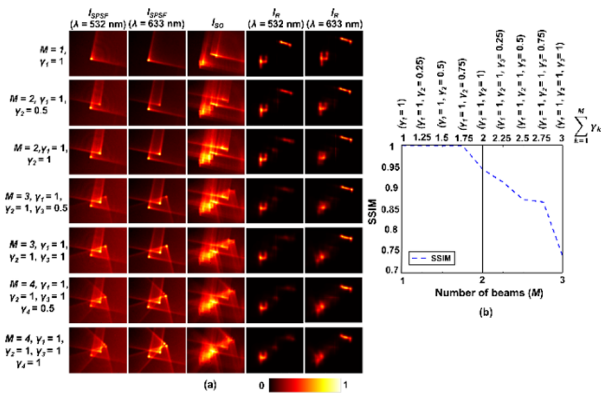 I_SPSF (λ = 532 nm)
I_SPSF (λ = 633 nm)
I_SO
I_R (λ = 532 nm)
I_R (λ = 633 nm)
M = 1, γ₁ = 1
M = 2, γ₁ = 1, γ₂ = 0.5
M = 2, γ₁ = 1, γ₂ = 1
M = 3, γ₁ = 1, γ₂ = 1, γ₃ = 0.5
M = 3, γ₁ = 1, γ₂ = 1, γ₃ = 1
M = 4, γ₁ = 1, γ₂ = 1, γ₃ = 1 γ₄ = 0.5
M = 4, γ₁ = 1, γ₂ = 1, γ₃ = 1 γ₄ = 1
(a)
0 1
(γ₁ = 1)
(γ₁ = 1, γ₂ = 0.25)
(γ₁ = 1, γ₂ = 0.5)
(γ₁ = 1, γ₂ = 0.75)
(γ₁ = 1, γ₂ = 1)
(γ₁ = 1, γ₂ = 1, γ₃ = 0.25)
(γ₁ = 1, γ₂ = 1, γ₃ = 0.5)
(γ₁ = 1, γ₂ = 1, γ₃ = 0.75)
(γ₁ = 1, γ₂ = 1, γ₃ = 1)
M
∑ γ_k
k=1
1 1.25 1.5 1.75 2 2.25 2.5 2.75 3
1
0.95
0.9
0.85
0.8
0.75
0.7
SSIM
SSIM
1 2 3
Number of beams (M)
(b)